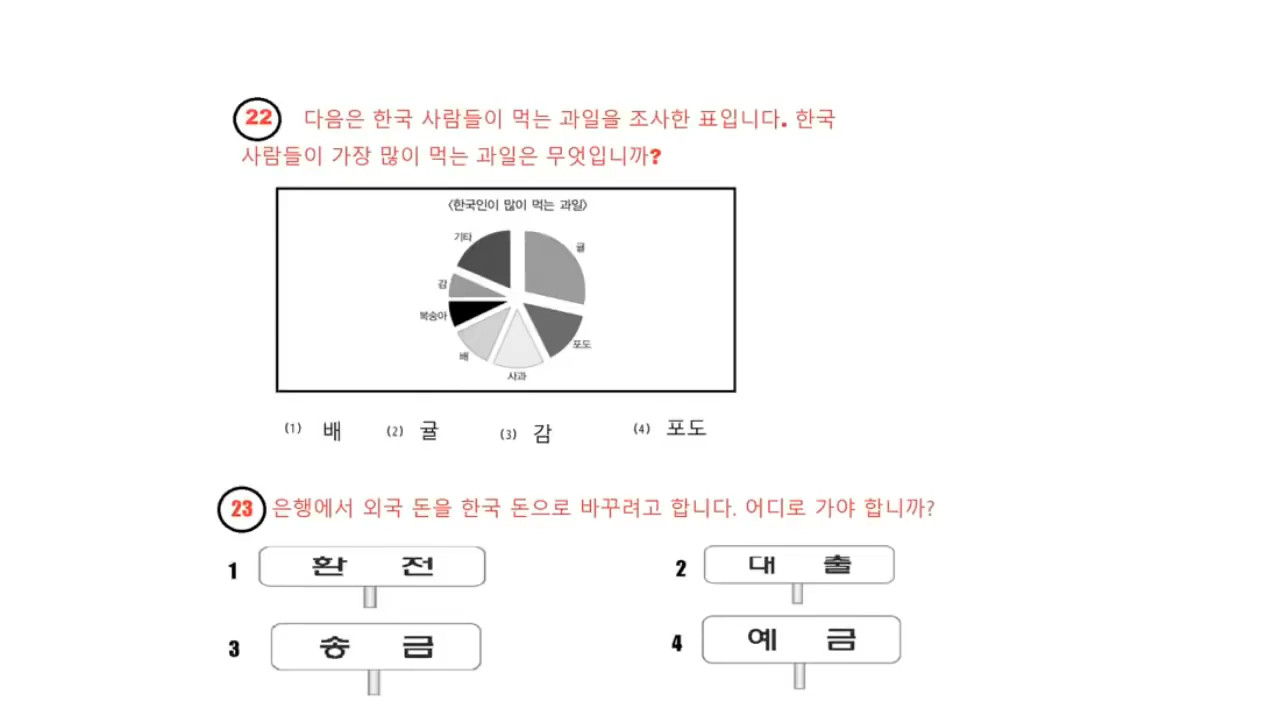 22 다음은 한국 사람들이 먹는 과일을 조사한 표입니다. 한국
사람들이 가장 많이 먹는 과일은 무엇입니까?
<한국인이 많이 먹는 과일>
기타
귤
감
복숭아
포도
배
사과
(1) 배 (2) 귤 (3) 감 (4) 포도
23 은행에서 외국 돈을 한국 돈으로 바꾸려고 합니다. 어디로 가야 합니까?
1 환 전 2 대 출
3 송 금 4 예 금